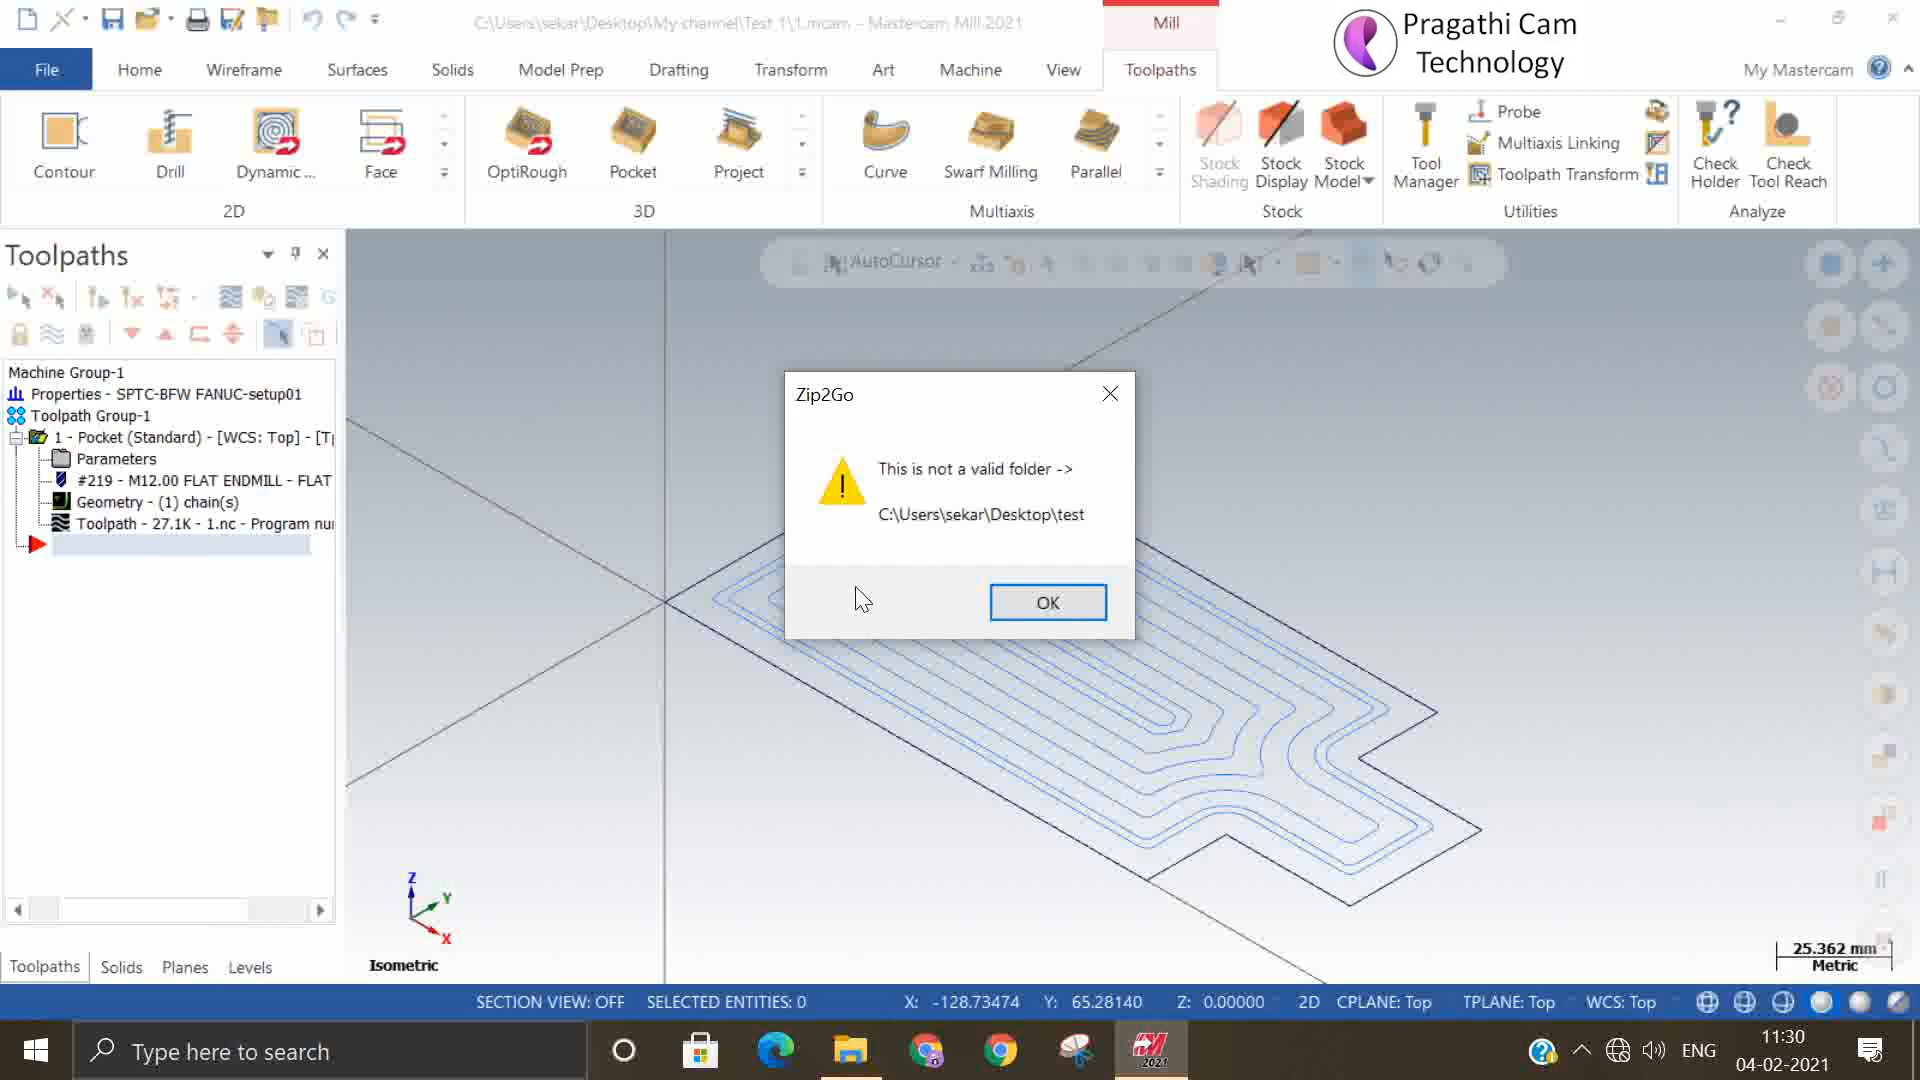 C:\Users\sekar\Desktop\My channel\Test 1\1.mcam - Mastercam Mill 2021
Mill
Pragathi Cam
Technology
File
Home
Wireframe
Surfaces
Solids
Model Prep
Drafting
Transform
Art
Machine
View
Toolpaths
My Mastercam
Contour
Drill
Dynamic ...
Face
2D
OptiRough
Pocket
Project
3D
Curve
Swarf Milling
Parallel
Multiaxis
Stock
Shading
Stock
Display
Stock
Model
Stock
Tool
Manager
Probe
Multiaxis Linking
Toolpath Transform
Utilities
Check
Holder
Check
Tool Reach
Analyze
Toolpaths
AutoCursor
Machine Group-1
Properties - SPTC-BFW FANUC-setup01
Toolpath Group-1
1 - Pocket (Standard) - [WCS: Top] - [Tp
Parameters
#219 - M12.00 FLAT ENDMILL - FLAT
Geometry - (1) chain(s)
Toolpath - 27.1K - 1.nc - Program nu
Zip2Go
This is not a valid folder ->
C:\Users\sekar\Desktop\test
OK
Z
Y
X
Isometric
25.362 mm
Metric
Toolpaths
Solids
Planes
Levels
SECTION VIEW: OFF
SELECTED ENTITIES: 0
X: -128.73474
Y: 65.28140
Z: 0.00000
2D
CPLANE: Top
TPLANE: Top
WCS: Top
Type here to search
2021
ENG
11:30
04-02-2021